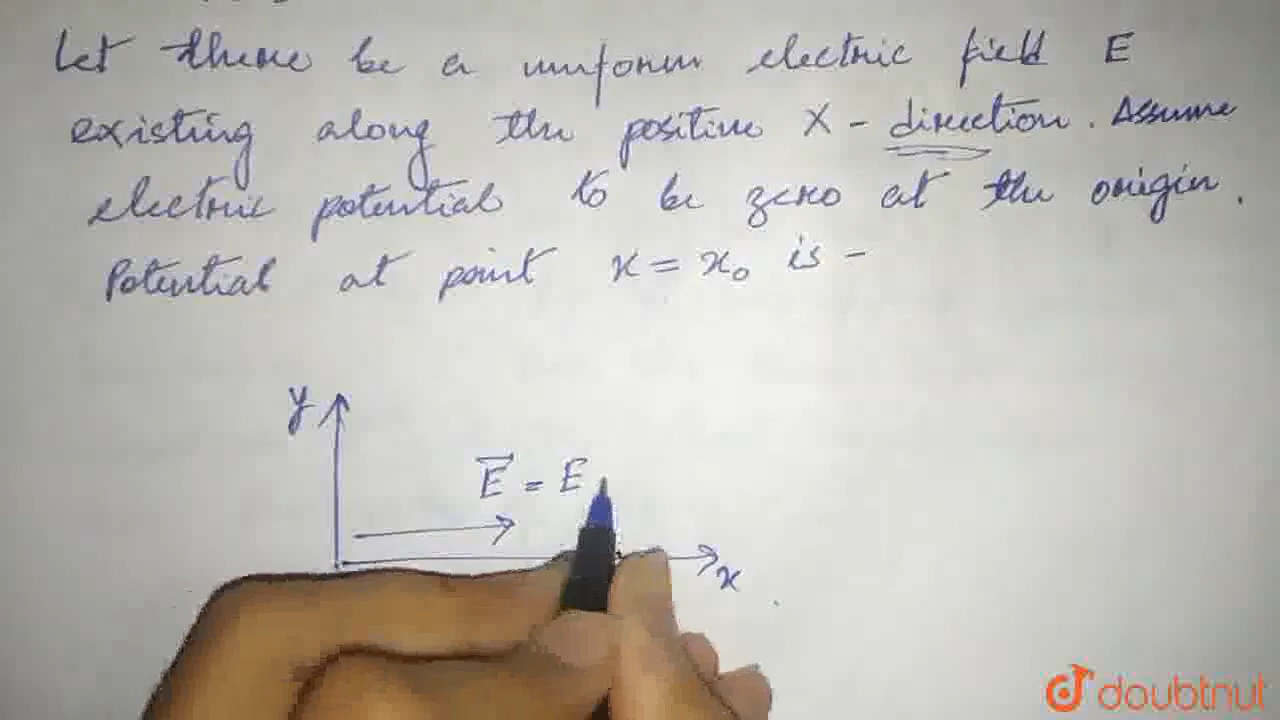 Let there be a uniform electric field E
existing along the positive X - direction. Assume
electric potential to be zero at the origin.
Potential at point x = x₀ is -
y
E⃗ = E
x
doubtnut